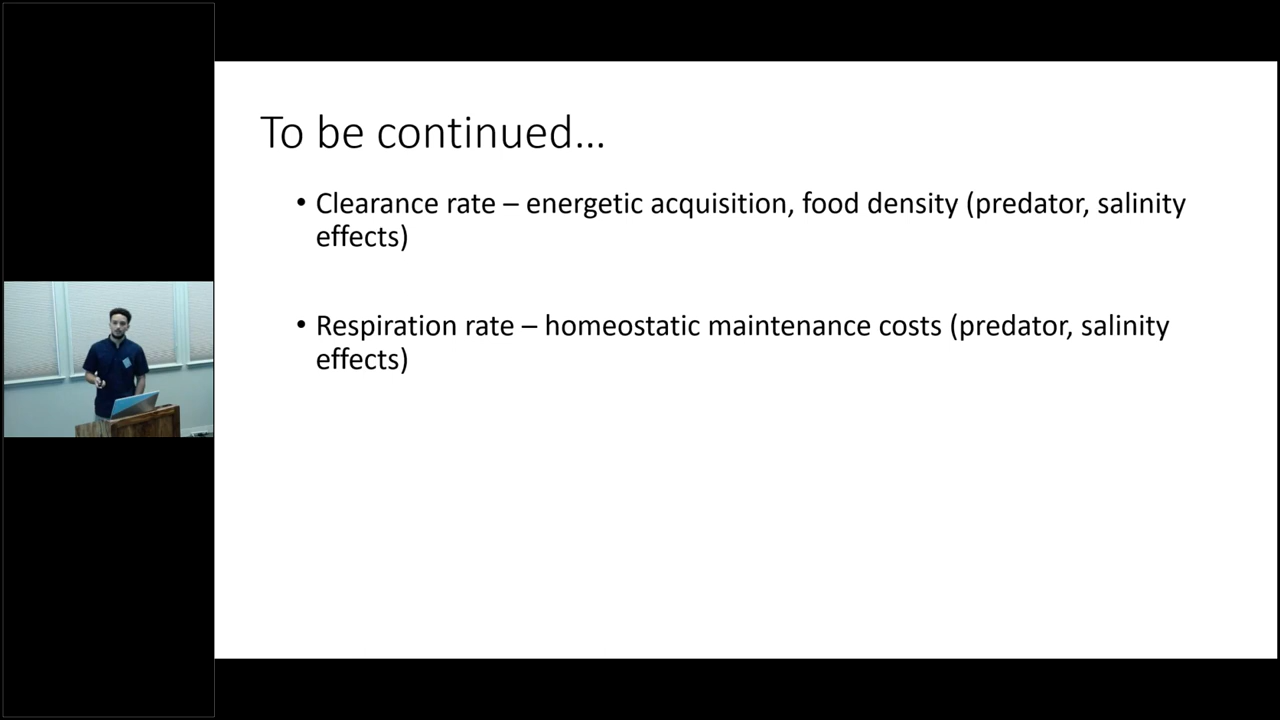 To be continued...
• Clearance rate – energetic acquisition, food density (predator, salinity
effects)
• Respiration rate – homeostatic maintenance costs (predator, salinity
effects)